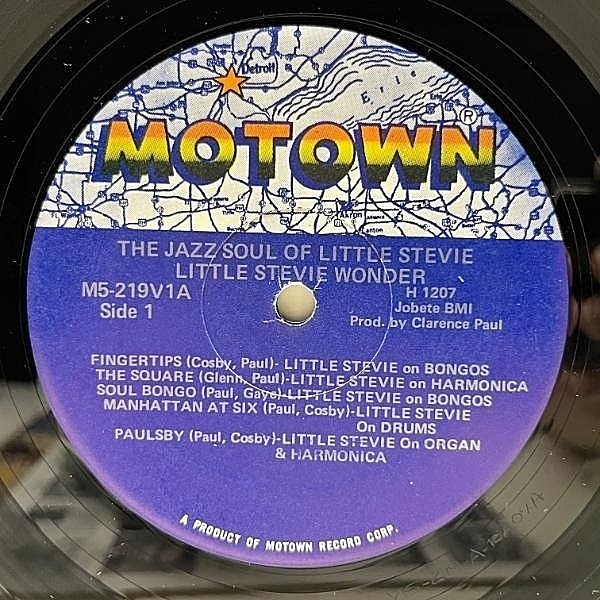 Detroit
Erie
MOTOWN®
Akron
Canton
THE JAZZ SOUL OF LITTLE STEVIE
LITTLE STEVIE WONDER
M5-219V1A
Side 1
H 1207
Jobete BMI
Prod. by Clarence Paul
FINGERTIPS (Cosby, Paul)- LITTLE STEVIE on BONGOS
THE SQUARE (Glenn, Paul)-LITTLE STEVIE on HARMONICA
SOUL BONGO (Paul, Gaye)-LITTLE STEVIE on BONGOS
MANHATTAN AT SIX (Paul, Cosby)-LITTLE STEVIE
On DRUMS
PAULSBY (Paul, Cosby)-LITTLE STEVIE On ORGAN
& HARMONICA
A PRODUCT OF MOTOWN RECORD CORP.